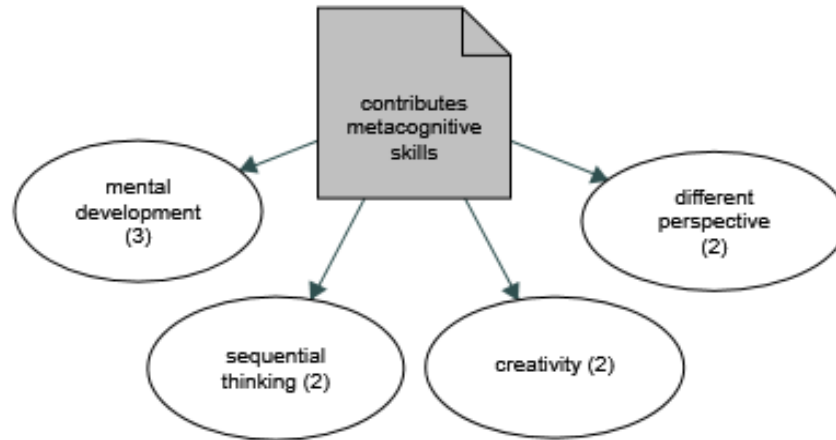 contributes
metacognitive
skills
mental
development
(3)
different
perspective
(2)
sequential
thinking (2)
creativity (2)